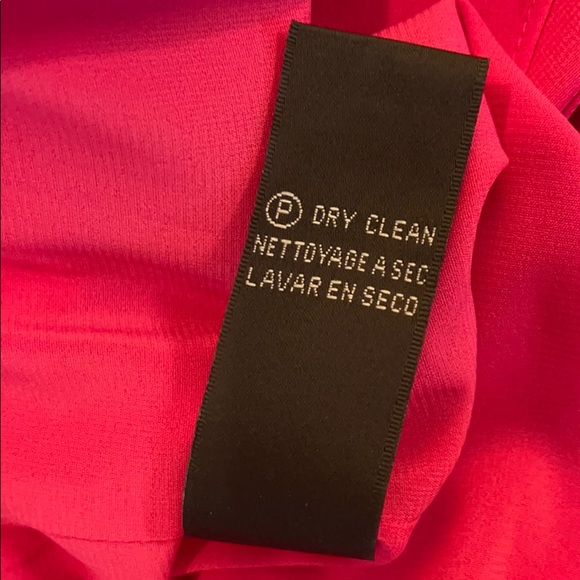 Ⓟ DRY CLEAN
NETTOYAGE A SEC
LAVAR EN SECO